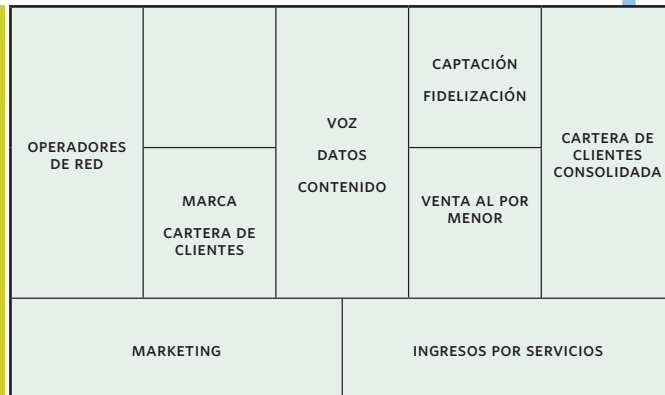 OPERADORES
DE RED
MARCA
CARTERA DE
CLIENTES
VOZ
DATOS
CONTENIDO
CAPTACIÓN
FIDELIZACIÓN
VENTA AL POR
MENOR
CARTERA DE
CLIENTES
CONSOLIDADA
MARKETING
INGRESOS POR SERVICIOS